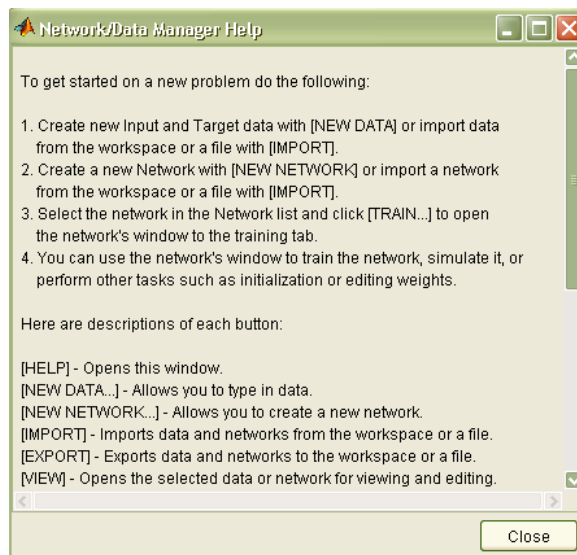 Network/Data Manager Help
To get started on a new problem do the following:
1. Create new Input and Target data with [NEW DATA] or import data
from the workspace or a file with [IMPORT].
2. Create a new Network with [NEW NETWORK] or import a network
from the workspace or a file with [IMPORT].
3. Select the network in the Network list and click [TRAIN...] to open
the network's window to the training tab.
4. You can use the network's window to train the network, simulate it, or
perform other tasks such as initialization or editing weights.
Here are descriptions of each button:
[HELP] - Opens this window.
[NEW DATA...] - Allows you to type in data.
[NEW NETWORK...] - Allows you to create a new network.
[IMPORT] - Imports data and networks from the workspace or a file.
[EXPORT] - Exports data and networks to the workspace or a file.
[VIEW] - Opens the selected data or network for viewing and editing.
Close